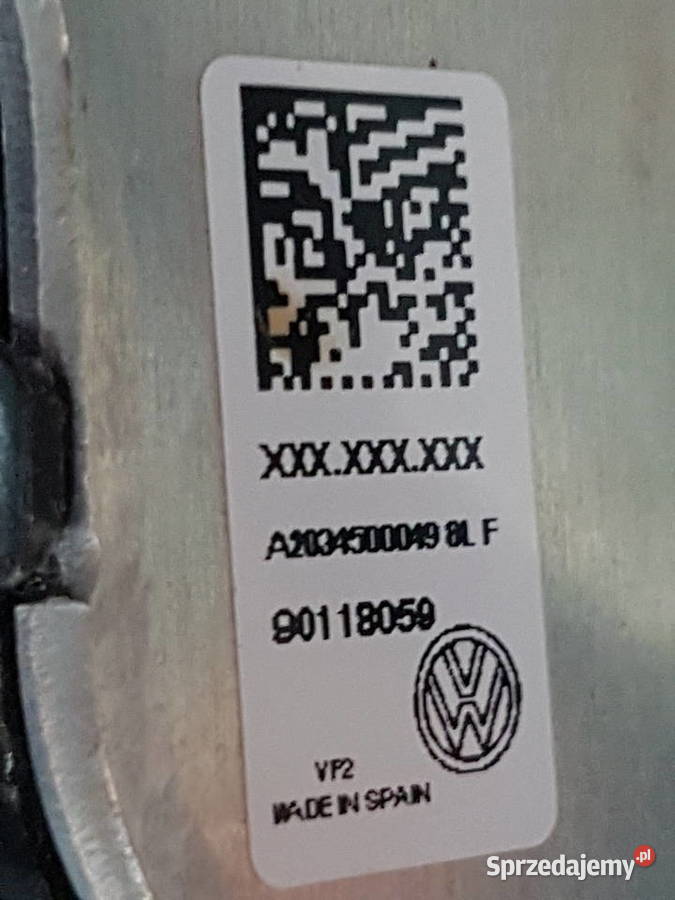 XXX.XXX.XXX
A2034500049 8L F
90118059
VP2
MADE IN SPAIN
Sprzedajemy.pl